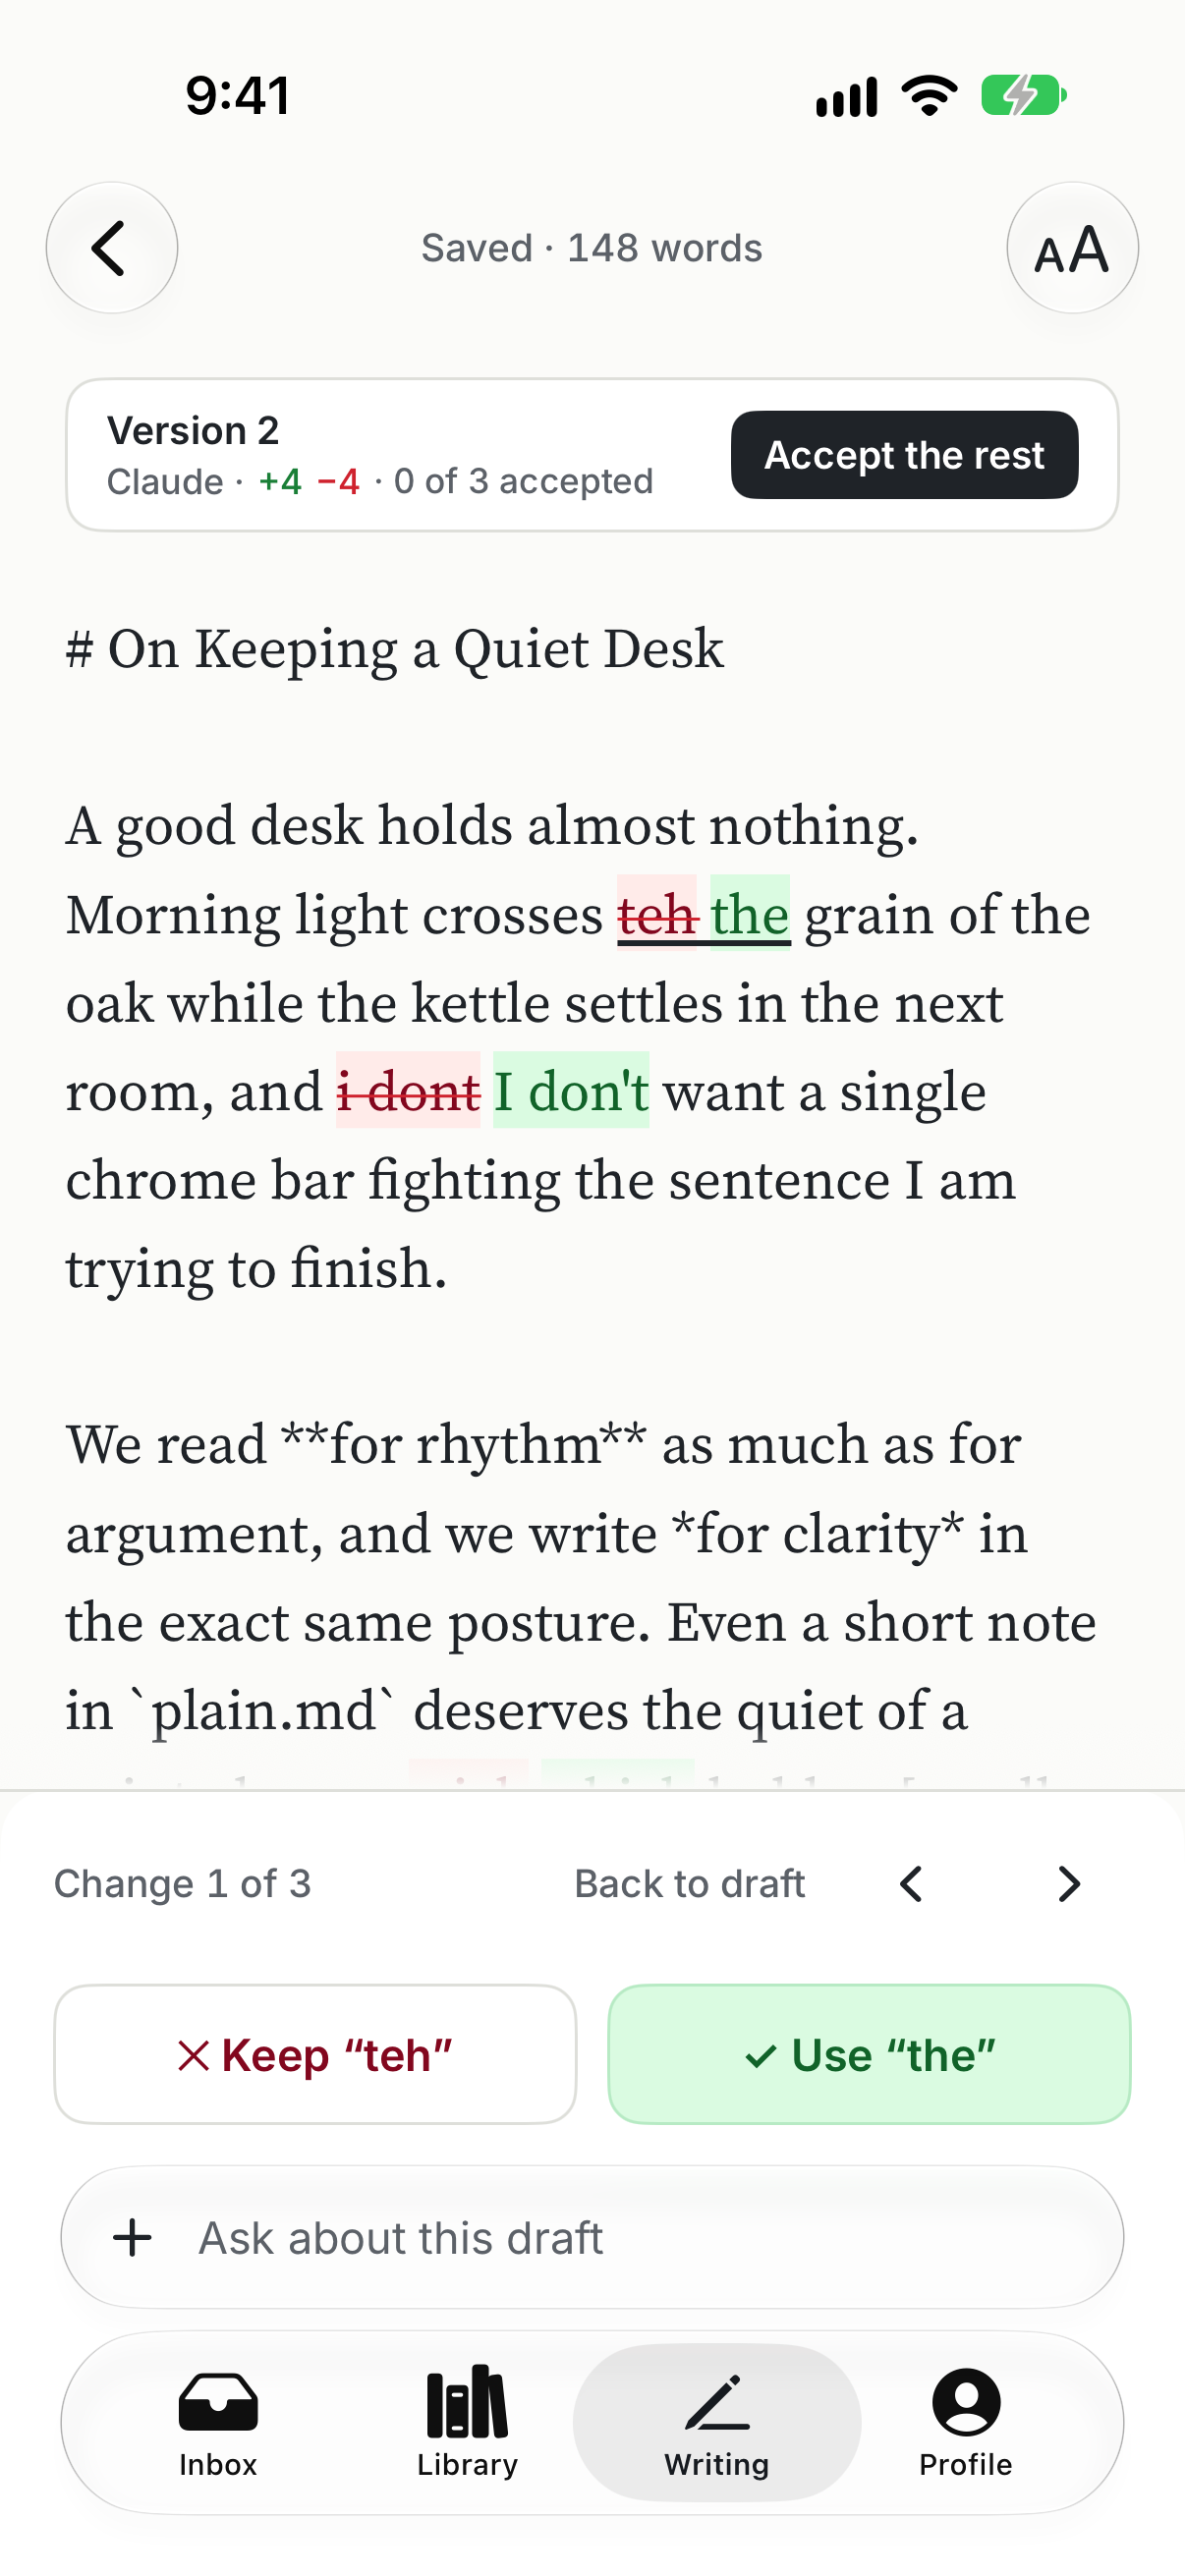 9:41
Saved · 148 words
AA
Version 2
Claude · +4 −4 · 0 of 3 accepted
Accept the rest
# On Keeping a Quiet Desk
A good desk holds almost nothing.
Morning light crosses teh the grain of the
oak while the kettle settles in the next
room, and i dont I don't want a single
chrome bar fighting the sentence I am
trying to finish.
We read **for rhythm** as much as for
argument, and we write *for clarity* in
the exact same posture. Even a short note
in `plain.md` deserves the quiet of a
Change 1 of 3
Back to draft
Keep “teh”
Use “the”
Ask about this draft
Inbox
Library
Writing
Profile